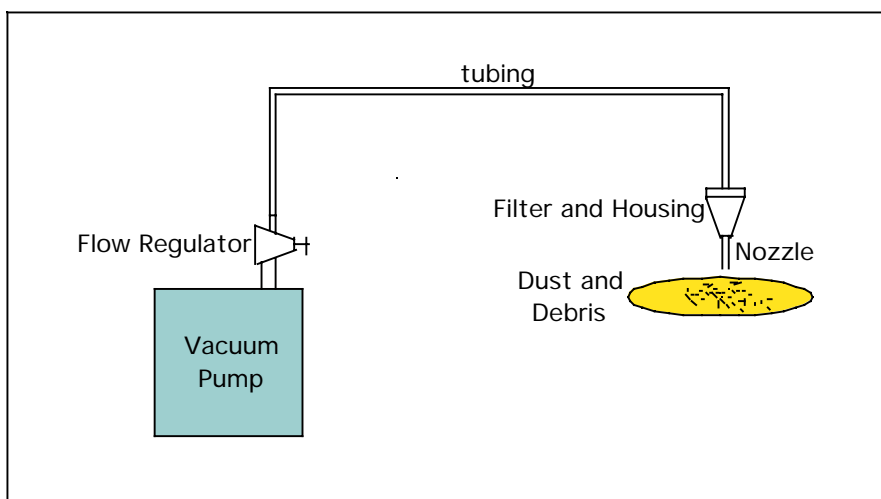 tubing
Filter and Housing
Flow Regulator
Nozzle
Dust and
Debris
Vacuum
Pump